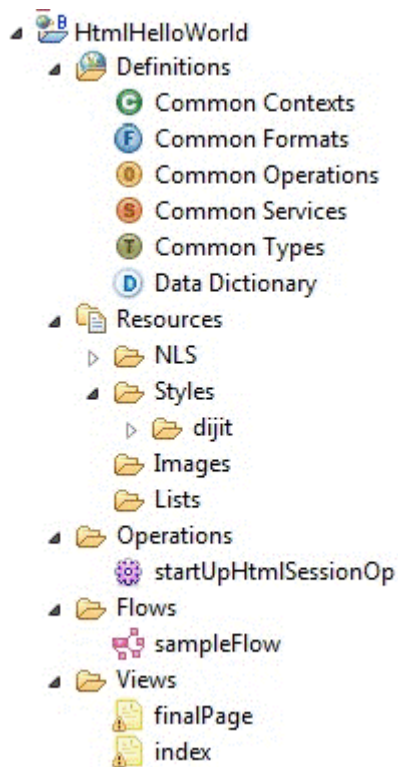 B
HtmlHelloWorld
Definitions
C Common Contexts
F Common Formats
O Common Operations
S Common Services
T Common Types
D Data Dictionary
Resources
NLS
Styles
dijit
Images
Lists
Operations
startUpHtmlSessionOp
Flows
sampleFlow
Views
finalPage
index